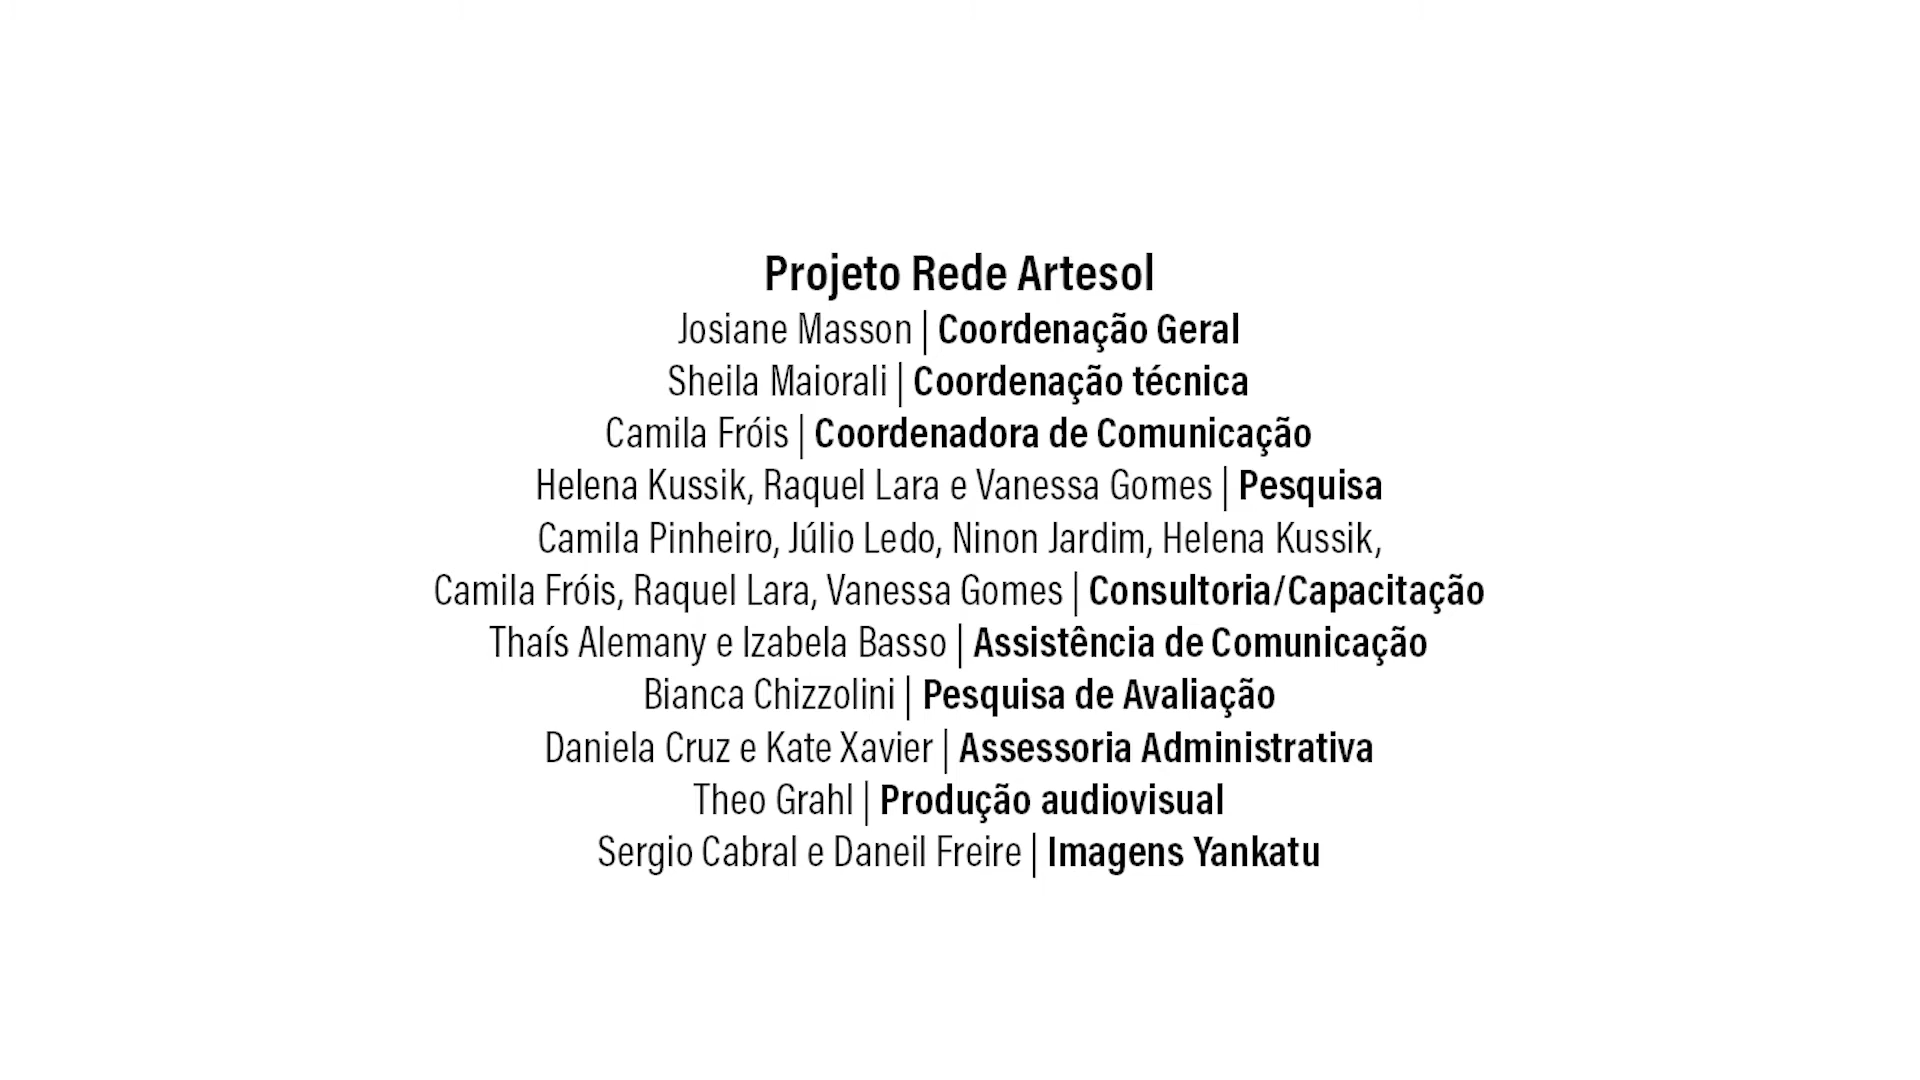 Projeto Rede Artesol
Josiane Masson | Coordenação Geral
Sheila Maiorali | Coordenação técnica
Camila Fróis | Coordenadora de Comunicação
Helena Kussik, Raquel Lara e Vanessa Gomes | Pesquisa
Camila Pinheiro, Júlio Ledo, Ninon Jardim, Helena Kussik,
Camila Fróis, Raquel Lara, Vanessa Gomes | Consultoria/Capacitação
Thaís Alemany e Izabela Basso | Assistência de Comunicação
Bianca Chizzolini | Pesquisa de Avaliação
Daniela Cruz e Kate Xavier | Assessoria Administrativa
Theo Grahl | Produção audiovisual
Sergio Cabral e Daneil Freire | Imagens Yankatu